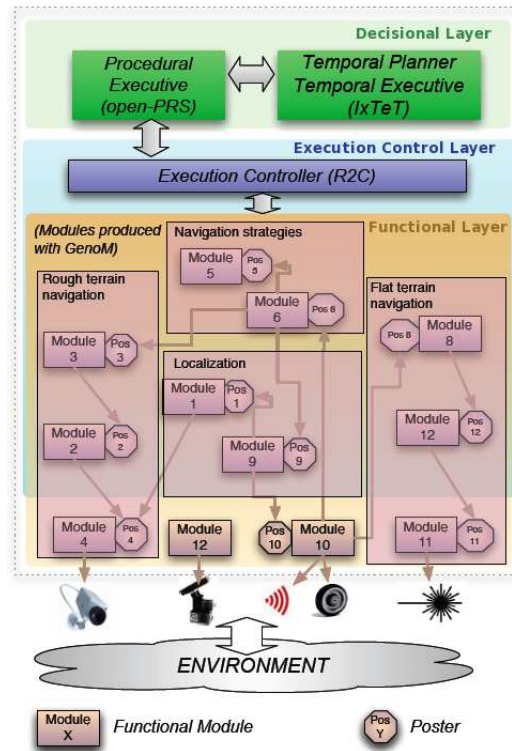 Decisional Layer
Procedural
Executive
(open-PRS)
Temporal Planner
Temporal Executive
(IxTeT)
Execution Control Layer
Execution Controller (R2C)
(Modules produced
with GenoM)
Functional Layer
Navigation strategies
Module
5
Pos
5
Module
6
Pos 6
Rough terrain
navigation
Module
3
Pos
3
Module
2
Pos
2
Module
4
Pos
4
Localization
Module
1
Pos
1
Module
9
Pos
9
Flat terrain
navigation
Pos 8
Module
8
Module
12
Pos
12
Module
11
Pos
11
Module
12
Pos
10
Module
10
ENVIRONMENT
Module
X
Functional Module
Pos
Y
Poster